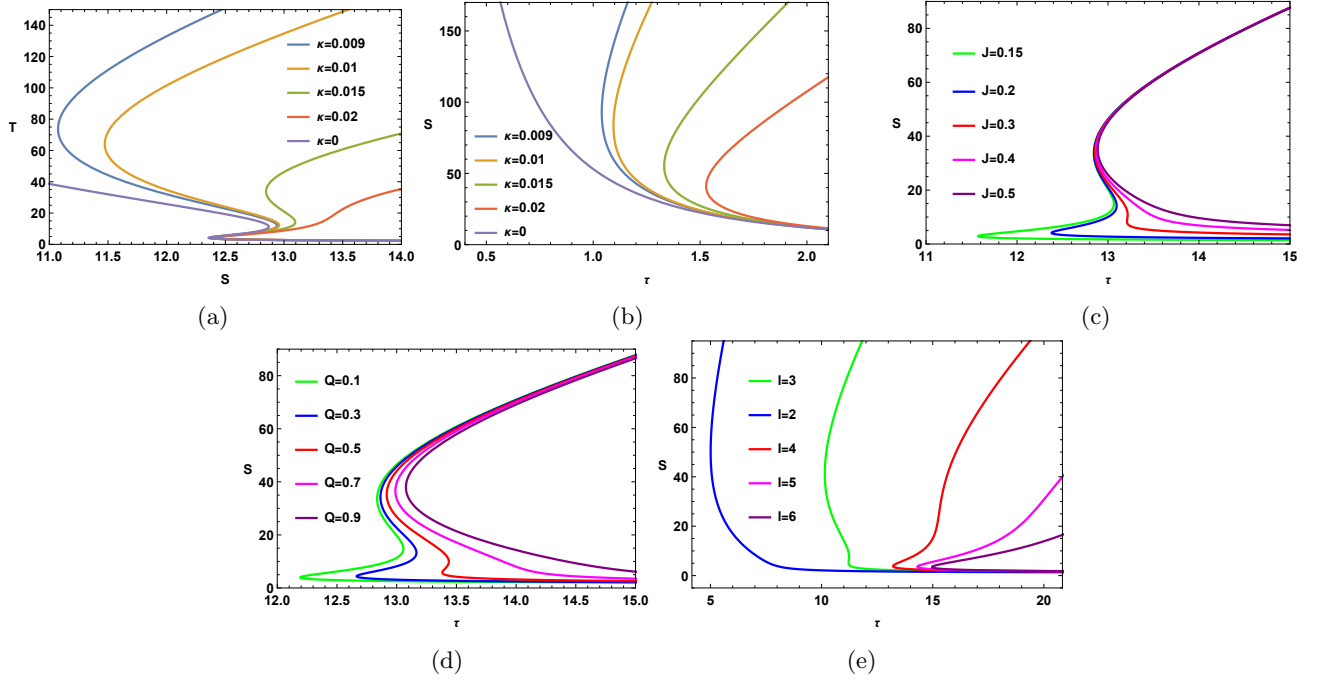 140
120
100
T 80
60
40
20
0
11.0 11.5 12.0 12.5 13.0 13.5 14.0
S
κ=0.009
κ=0.01
κ=0.015
κ=0.02
κ=0
(a)
150
S 100
50
0
0.5 1.0 1.5 2.0
τ
κ=0.009
κ=0.01
κ=0.015
κ=0.02
κ=0
(b)
80
60
S
40
20
0
11 12 13 14 15
τ
J=0.15
J=0.2
J=0.3
J=0.4
J=0.5
(c)
80
60
S
40
20
0
12.0 12.5 13.0 13.5 14.0 14.5 15.0
τ
Q=0.1
Q=0.3
Q=0.5
Q=0.7
Q=0.9
(d)
80
60
S
40
20
0
5 10 15 20
τ
l=3
l=2
l=4
l=5
l=6
(e)